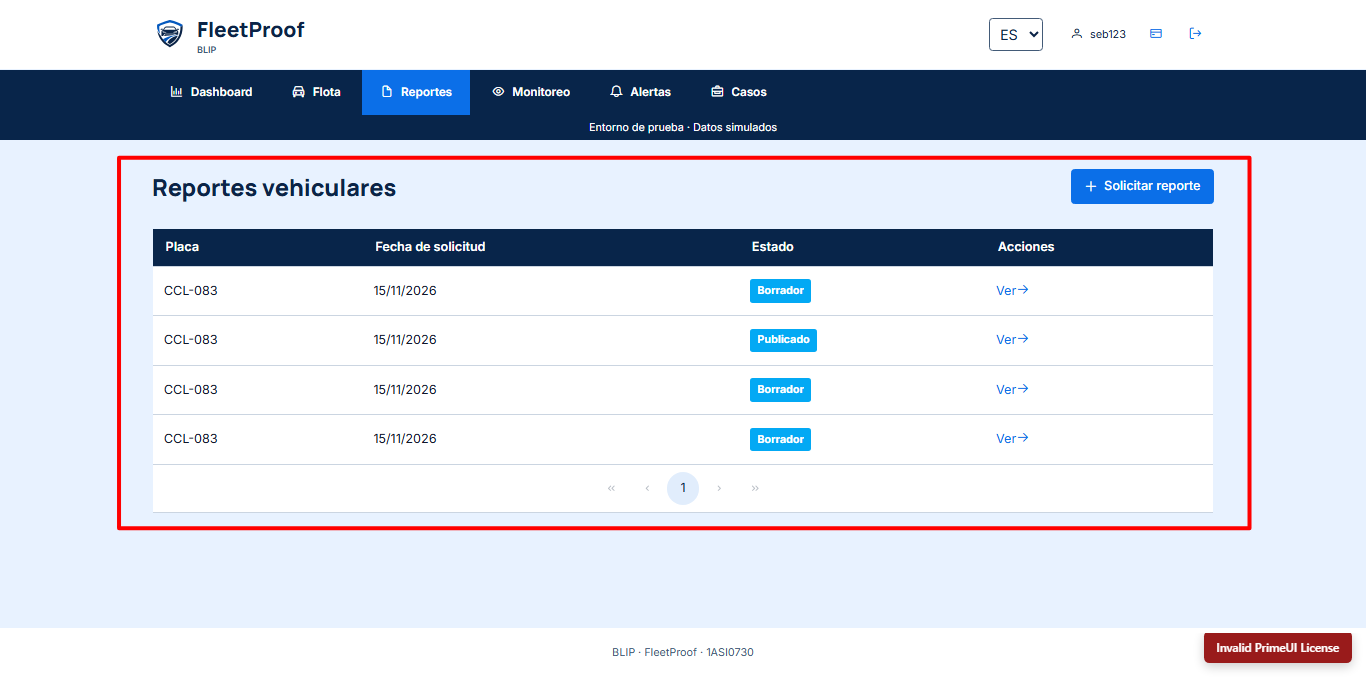 FleetProof
BLIP
ES
seb123
Dashboard
Flota
Reportes
Monitoreo
Alertas
Casos
Entorno de prueba · Datos simulados
Reportes vehiculares
+ Solicitar reporte
Placa Fecha de solicitud Estado Acciones
CCL-083 15/11/2026 Borrador Ver→
CCL-083 15/11/2026 Publicado Ver→
CCL-083 15/11/2026 Borrador Ver→
CCL-083 15/11/2026 Borrador Ver→
« ‹ 1 › »
BLIP · FleetProof · 1ASI0730
Invalid PrimeUI License